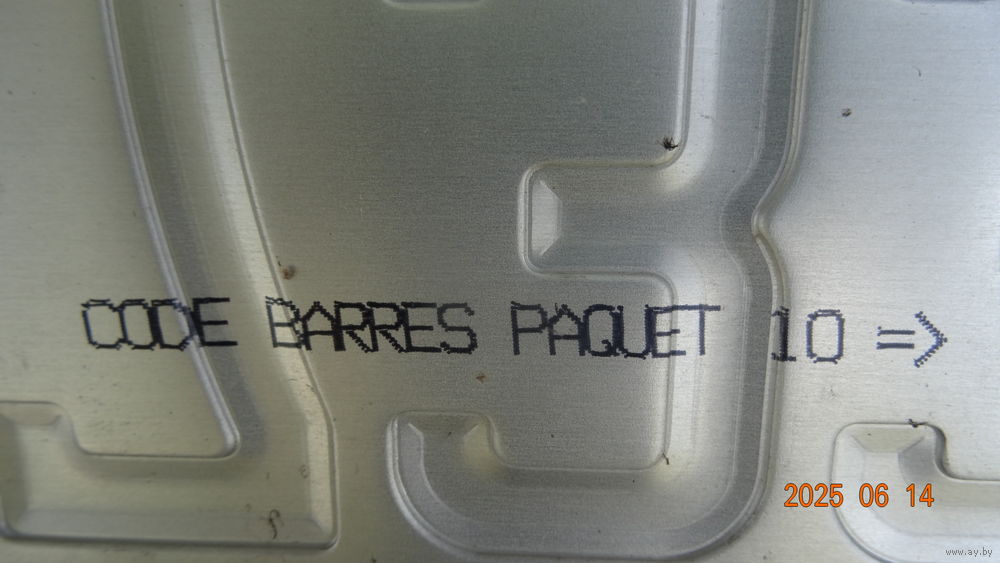 CODE BARRES PAQUET 10 =>
2025 06 14
www.ay.by